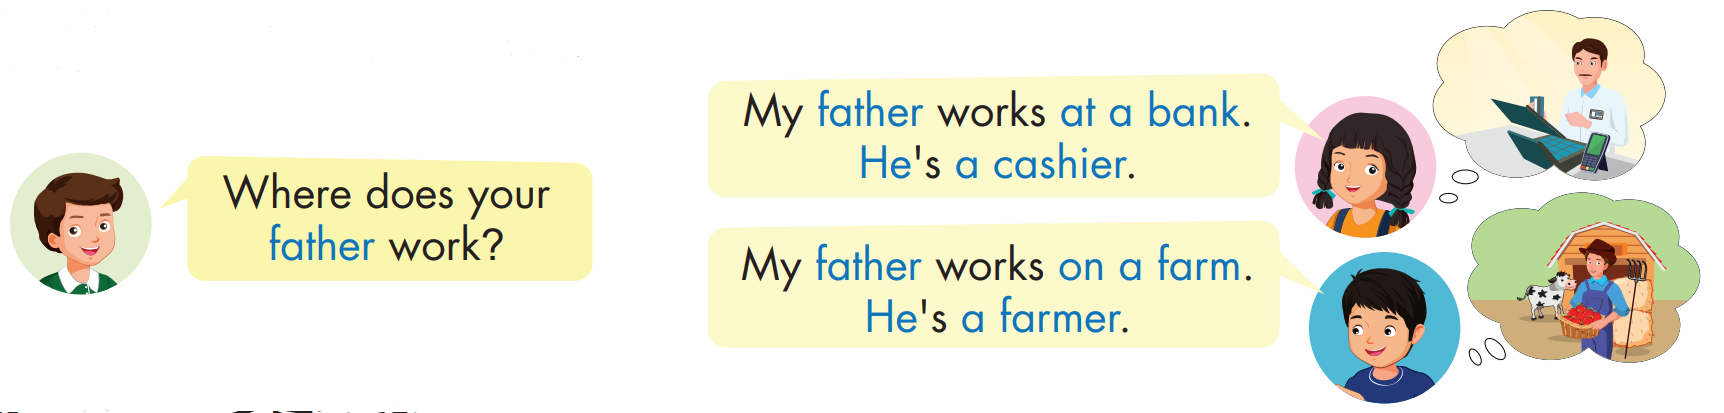 Where does your
father work?
My father works at a bank.
He's a cashier.
My father works on a farm.
He's a farmer.